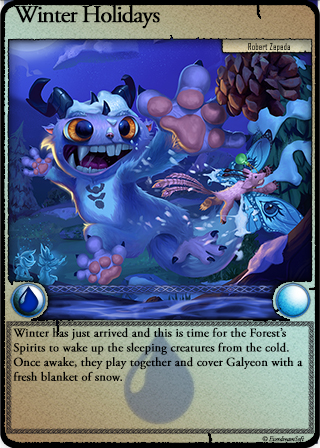 Winter Holidays
Robert Zepeda
Winter has just arrived and this is time for the Forest's
Spirits to wake up the sleeping creatures from the cold.
Once awake, they play together and cover Galyeon with a
fresh blanket of snow.
© EyordreamSoft